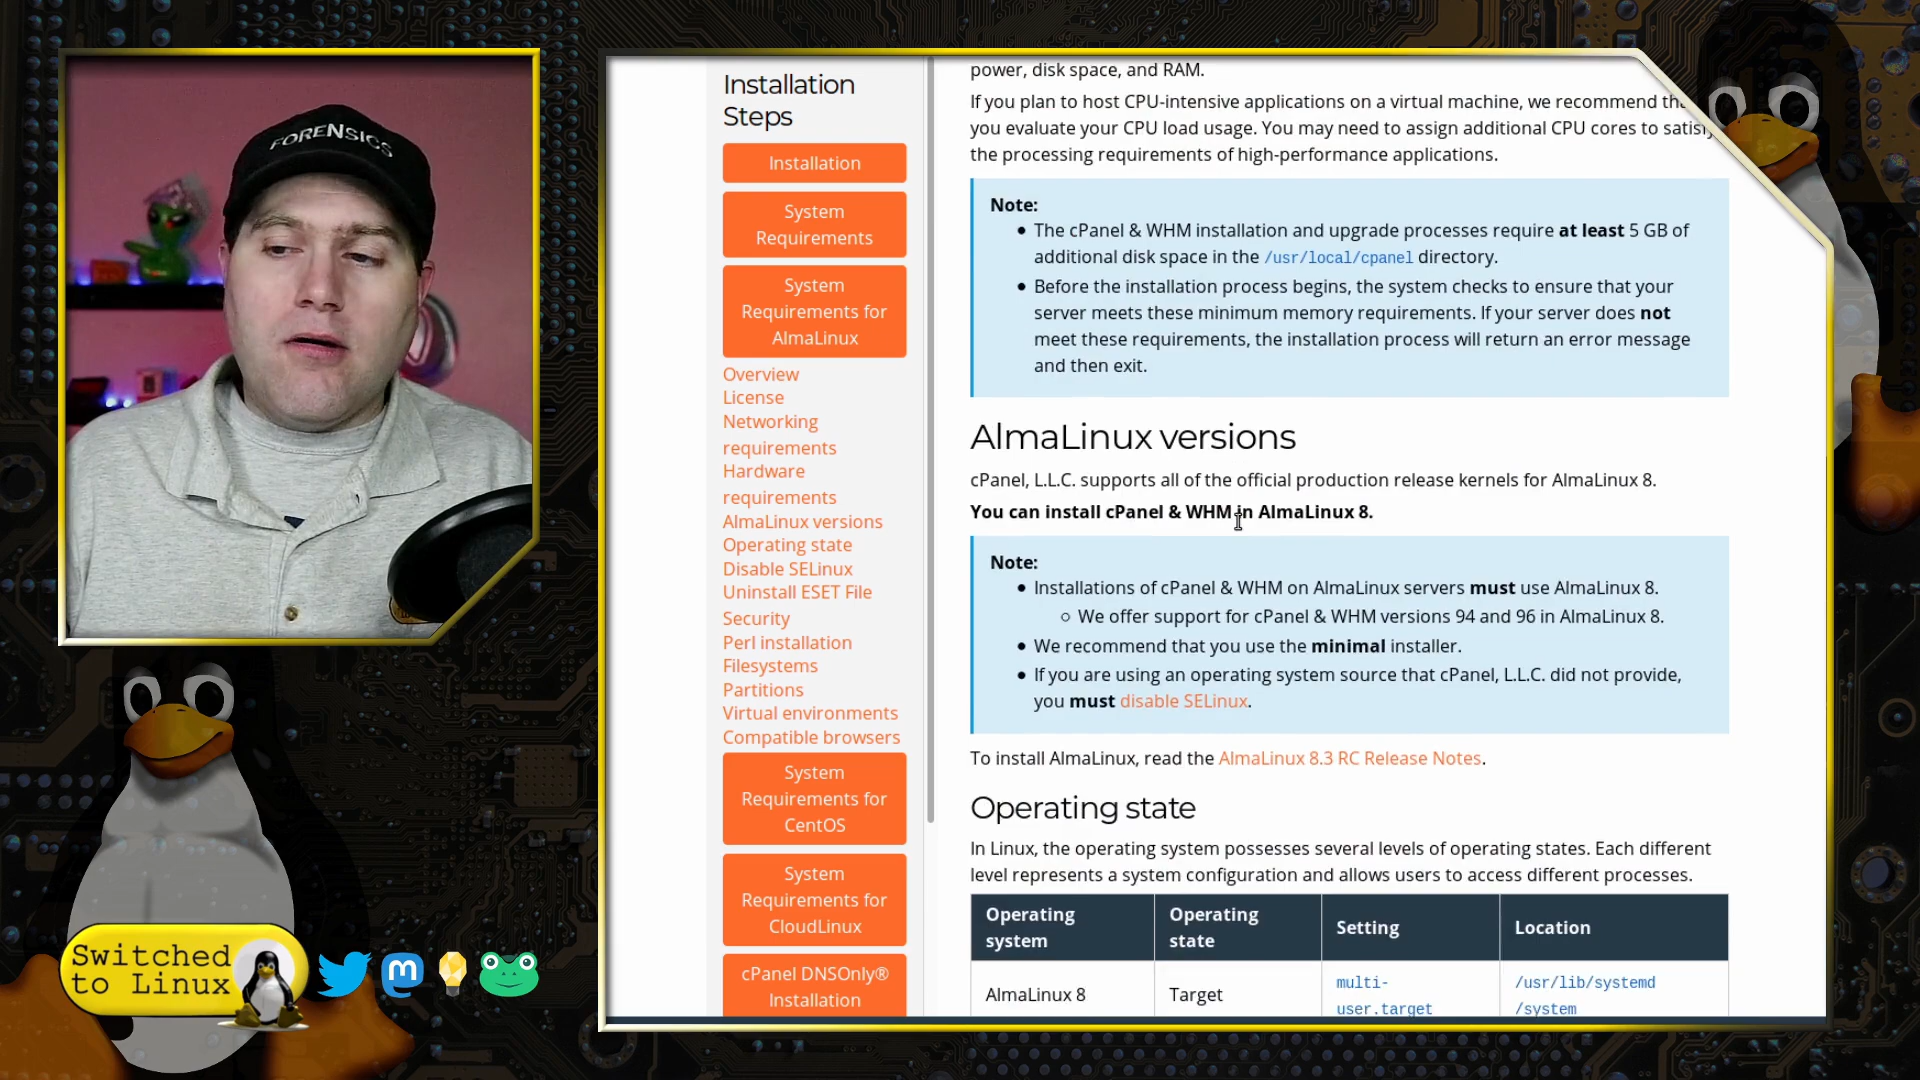 FORENSICS
Switched
to Linux
Installation
Steps
Installation
System
Requirements
System
Requirements for
AlmaLinux
Overview
License
Networking
requirements
Hardware
requirements
AlmaLinux versions
Operating state
Disable SELinux
Uninstall ESET File
Security
Perl installation
Filesystems
Partitions
Virtual environments
Compatible browsers
System
Requirements for
CentOS
System
Requirements for
CloudLinux
cPanel DNSOnly®
Installation
power, disk space, and RAM.
If you plan to host CPU-intensive applications on a virtual machine, we recommend
you evaluate your CPU load usage. You may need to assign additional CPU cores to satisfy
the processing requirements of high-performance applications.
Note:
• The cPanel & WHM installation and upgrade processes require at least 5 GB of
additional disk space in the /usr/local/cpanel directory.
• Before the installation process begins, the system checks to ensure that your
server meets these minimum memory requirements. If your server does not
meet these requirements, the installation process will return an error message
and then exit.
AlmaLinux versions
cPanel, L.L.C. supports all of the official production release kernels for AlmaLinux 8.
You can install cPanel & WHM in AlmaLinux 8.
Note:
• Installations of cPanel & WHM on AlmaLinux servers must use AlmaLinux 8.
○ We offer support for cPanel & WHM versions 94 and 96 in AlmaLinux 8.
• We recommend that you use the minimal installer.
• If you are using an operating system source that cPanel, L.L.C. did not provide,
you must disable SELinux.
To install AlmaLinux, read the AlmaLinux 8.3 RC Release Notes.
Operating state
In Linux, the operating system possesses several levels of operating states. Each different
level represents a system configuration and allows users to access different processes.
Operating system Operating state Setting Location
AlmaLinux 8 Target multi-user.target /usr/lib/systemd/system